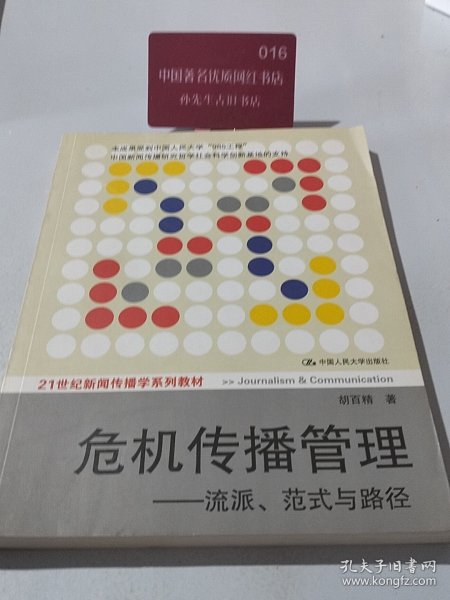 016
中国著名优质网红书店
孙先生古旧书店
本成果受到中国人民大学“985工程”
中国新闻传播研究哲学社会科学创新基地的支持
中国人民大学出版社
21世纪新闻传播学系列教材 >> Journalism & Communication
胡百精 著
危机传播管理
——流派、范式与路径
孔夫子旧书网
www.kongfz.com